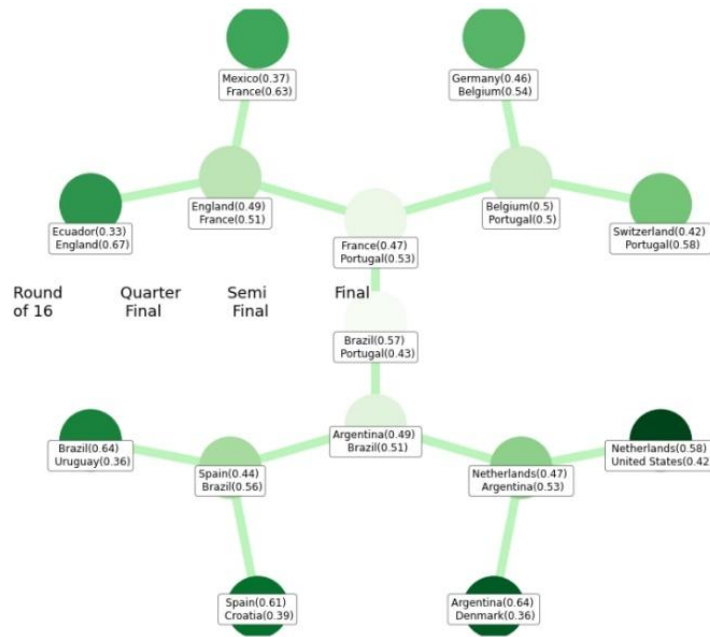 Mexico(0.37)
France(0.63)
Germany(0.46)
Belgium(0.54)
Ecuador(0.33)
England(0.67)
England(0.49)
France(0.51)
Belgium(0.5)
Portugal(0.5)
Switzerland(0.42)
Portugal(0.58)
France(0.47)
Portugal(0.53)
Round
of 16
Quarter
Final
Semi
Final
Final
Brazil(0.57)
Portugal(0.43)
Brazil(0.64)
Uruguay(0.36)
Argentina(0.49)
Brazil(0.51)
Netherlands(0.58)
United States(0.42
Spain(0.44)
Brazil(0.56)
Netherlands(0.47)
Argentina(0.53)
Spain(0.61)
Croatia(0.39)
Argentina(0.64)
Denmark(0.36)